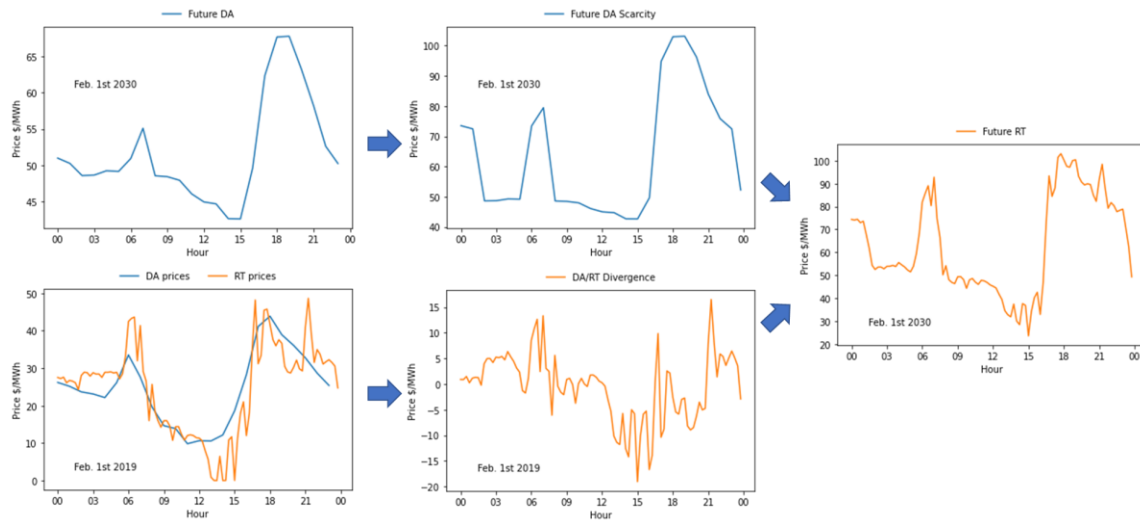 Future DA
Price $/MWh
65
60
55
50
45
Feb. 1st 2030
00 03 06 09 12 15 18 21 00
Hour
Future DA Scarcity
Price $/MWh
100
90
80
70
60
50
40
Feb. 1st 2030
00 03 06 09 12 15 18 21 00
Hour
Future RT
Price $/MWh
100
90
80
70
60
50
40
30
20
Feb. 1st 2030
00 03 06 09 12 15 18 21 00
Hour
DA prices RT prices
Price $/MWh
50
40
30
20
10
0
Feb. 1st 2019
00 03 06 09 12 15 18 21 00
Hour
DA/RT Divergence
Price $/MWh
15
10
5
0
−5
−10
−15
−20
Feb. 1st 2019
00 03 06 09 12 15 18 21 00
Hour